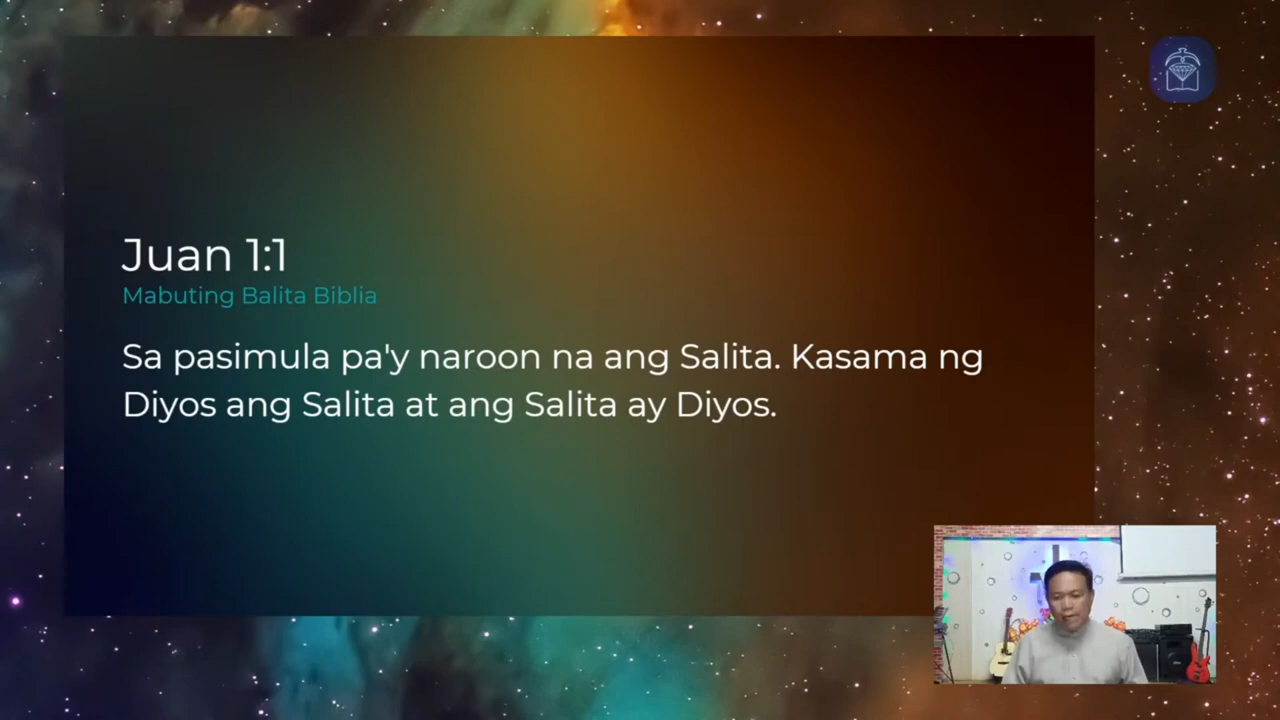 Juan 1:1
Mabuting Balita Biblia
Sa pasimula pa'y naroon na ang Salita. Kasama ng
Diyos ang Salita at ang Salita ay Diyos.